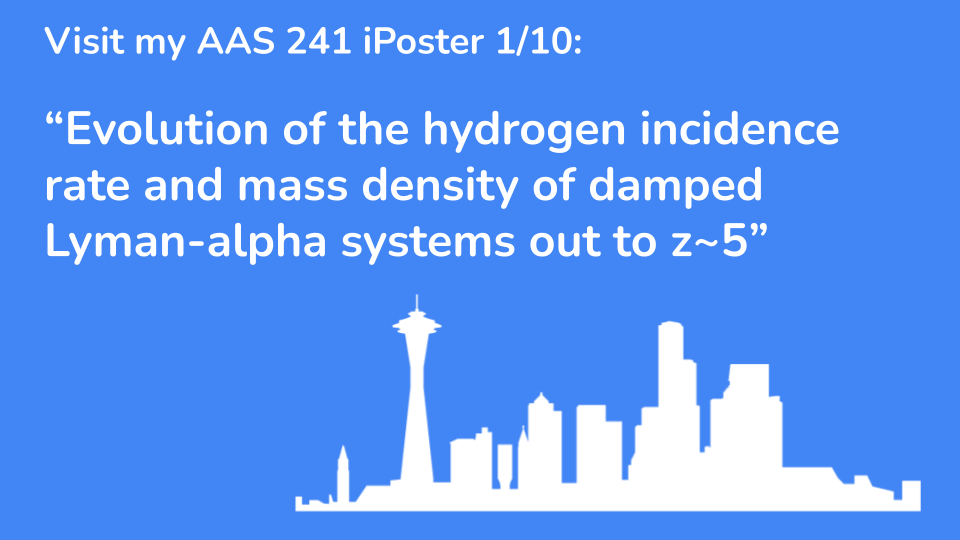 Visit my AAS 241 iPoster 1/10:
“Evolution of the hydrogen incidence
rate and mass density of damped
Lyman-alpha systems out to z~5”